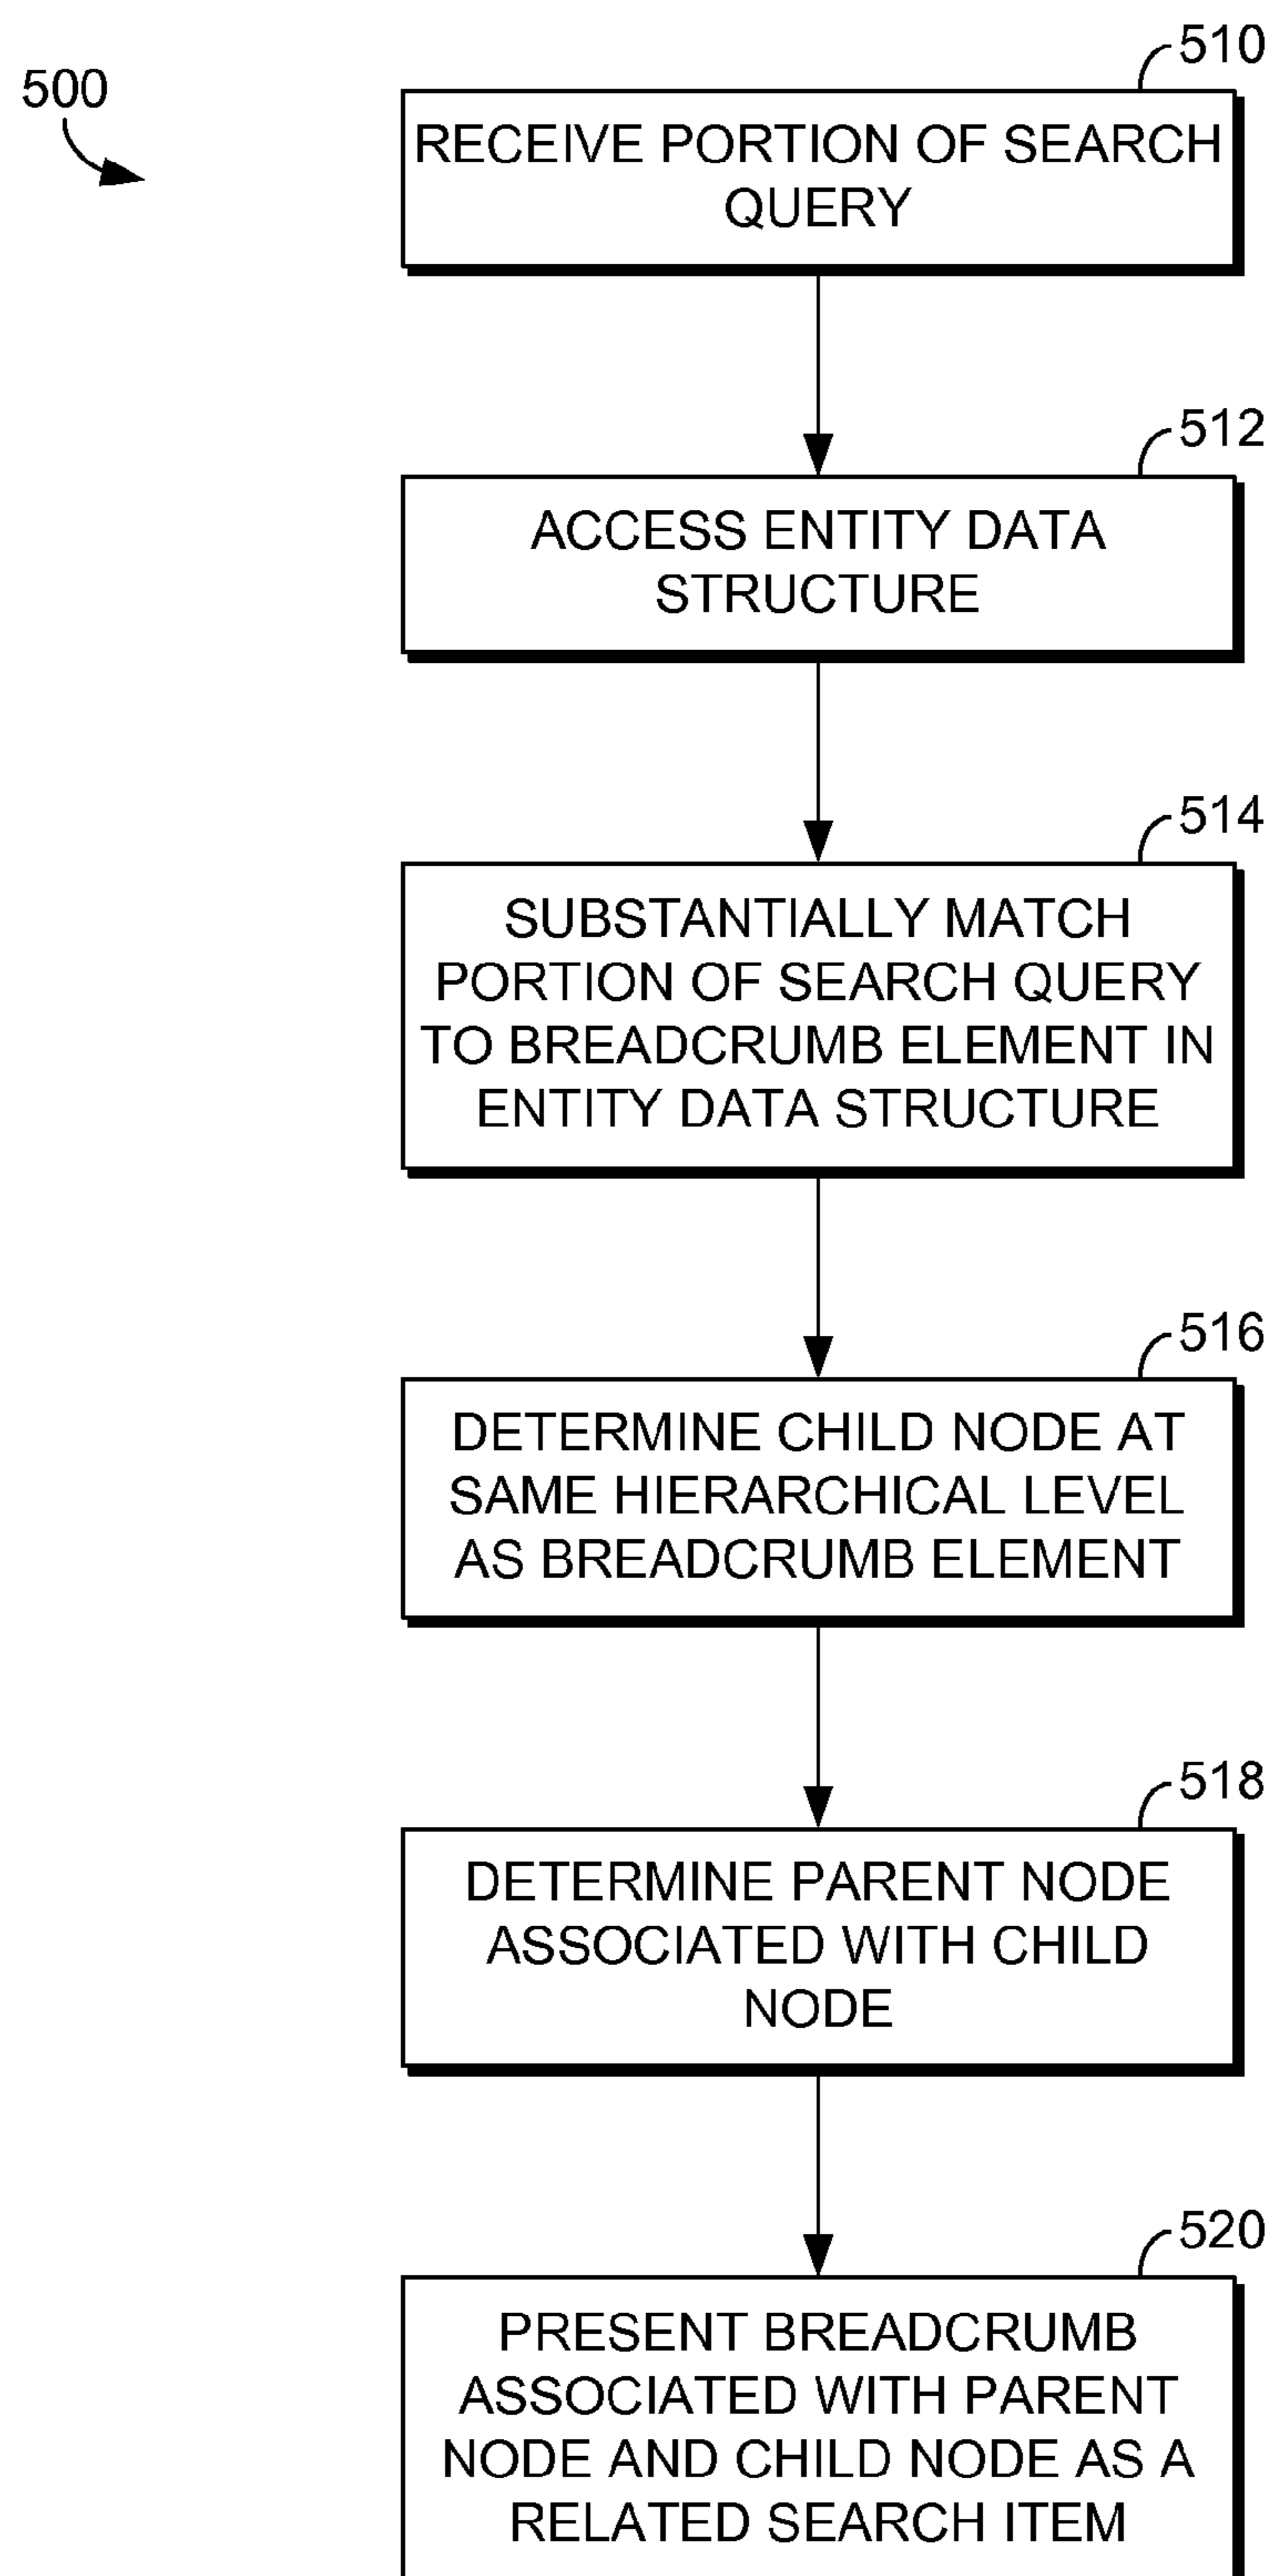 500
510
RECEIVE PORTION OF SEARCH
QUERY
512
ACCESS ENTITY DATA
STRUCTURE
514
SUBSTANTIALLY MATCH
PORTION OF SEARCH QUERY
TO BREADCRUMB ELEMENT IN
ENTITY DATA STRUCTURE
516
DETERMINE CHILD NODE AT
SAME HIERARCHICAL LEVEL
AS BREADCRUMB ELEMENT
518
DETERMINE PARENT NODE
ASSOCIATED WITH CHILD
NODE
520
PRESENT BREADCRUMB
ASSOCIATED WITH PARENT
NODE AND CHILD NODE AS A
RELATED SEARCH ITEM